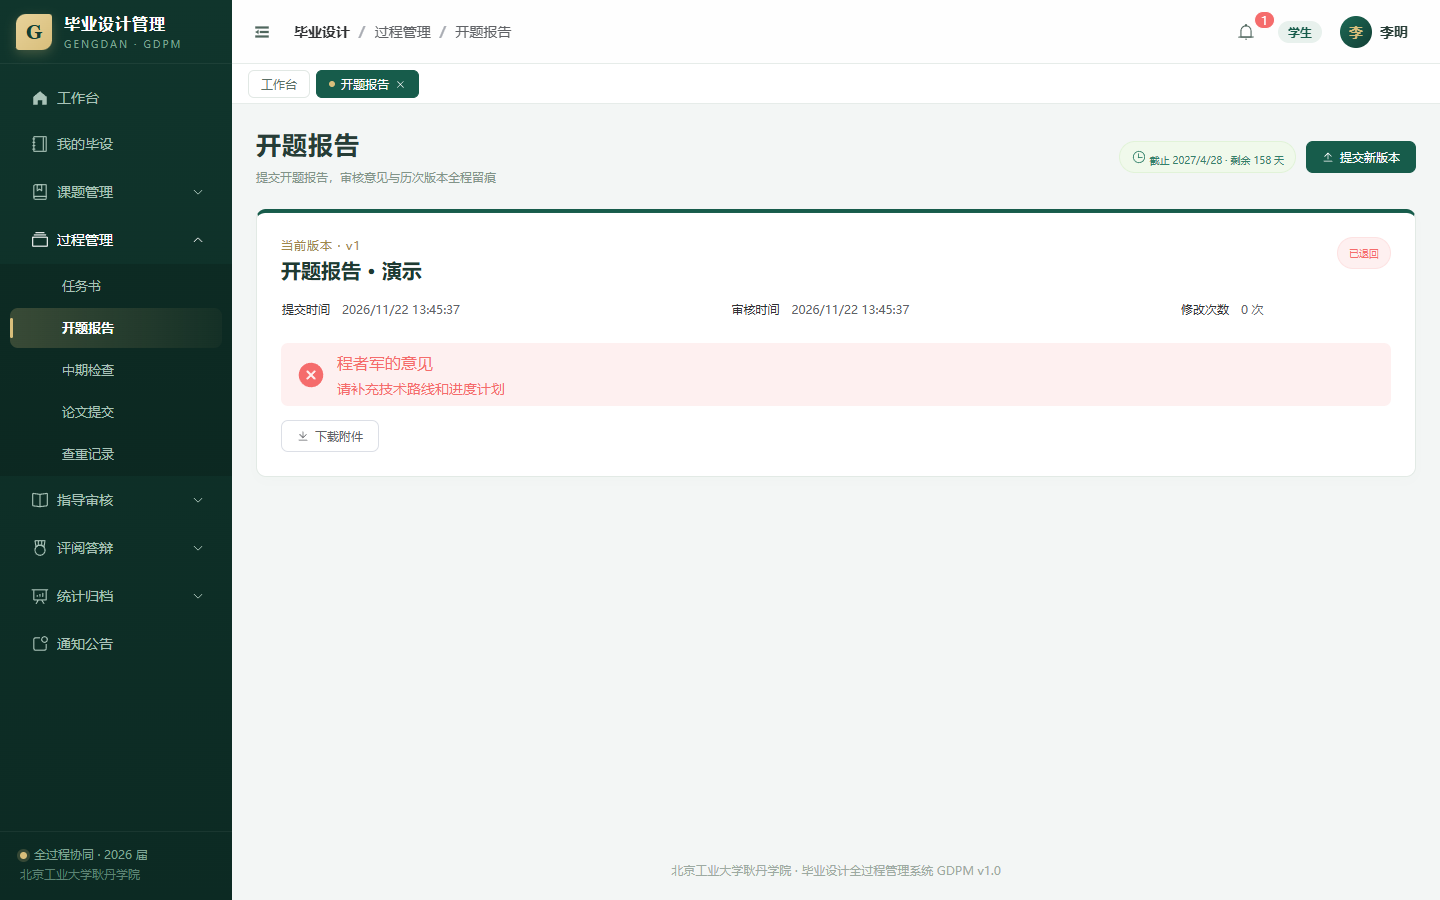 G
毕业设计管理
GENGDAN · GDPM
工作台
我的毕设
课题管理
过程管理
任务书
开题报告
中期检查
论文提交
查重记录
指导审核
评阅答辩
统计归档
通知公告
全过程协同 · 2026 届
北京工业大学耿丹学院
毕业设计 / 过程管理 / 开题报告
1
学生
李
李明
工作台
开题报告
开题报告
提交开题报告，审核意见与历次版本全程留痕
截止 2027/4/28 · 剩余 158 天
提交新版本
当前版本 · v1
已退回
开题报告 • 演示
提交时间 2026/11/22 13:45:37
审核时间 2026/11/22 13:45:37
修改次数 0 次
程者军的意见
请补充技术路线和进度计划
下载附件
北京工业大学耿丹学院 · 毕业设计全过程管理系统 GDPM v1.0